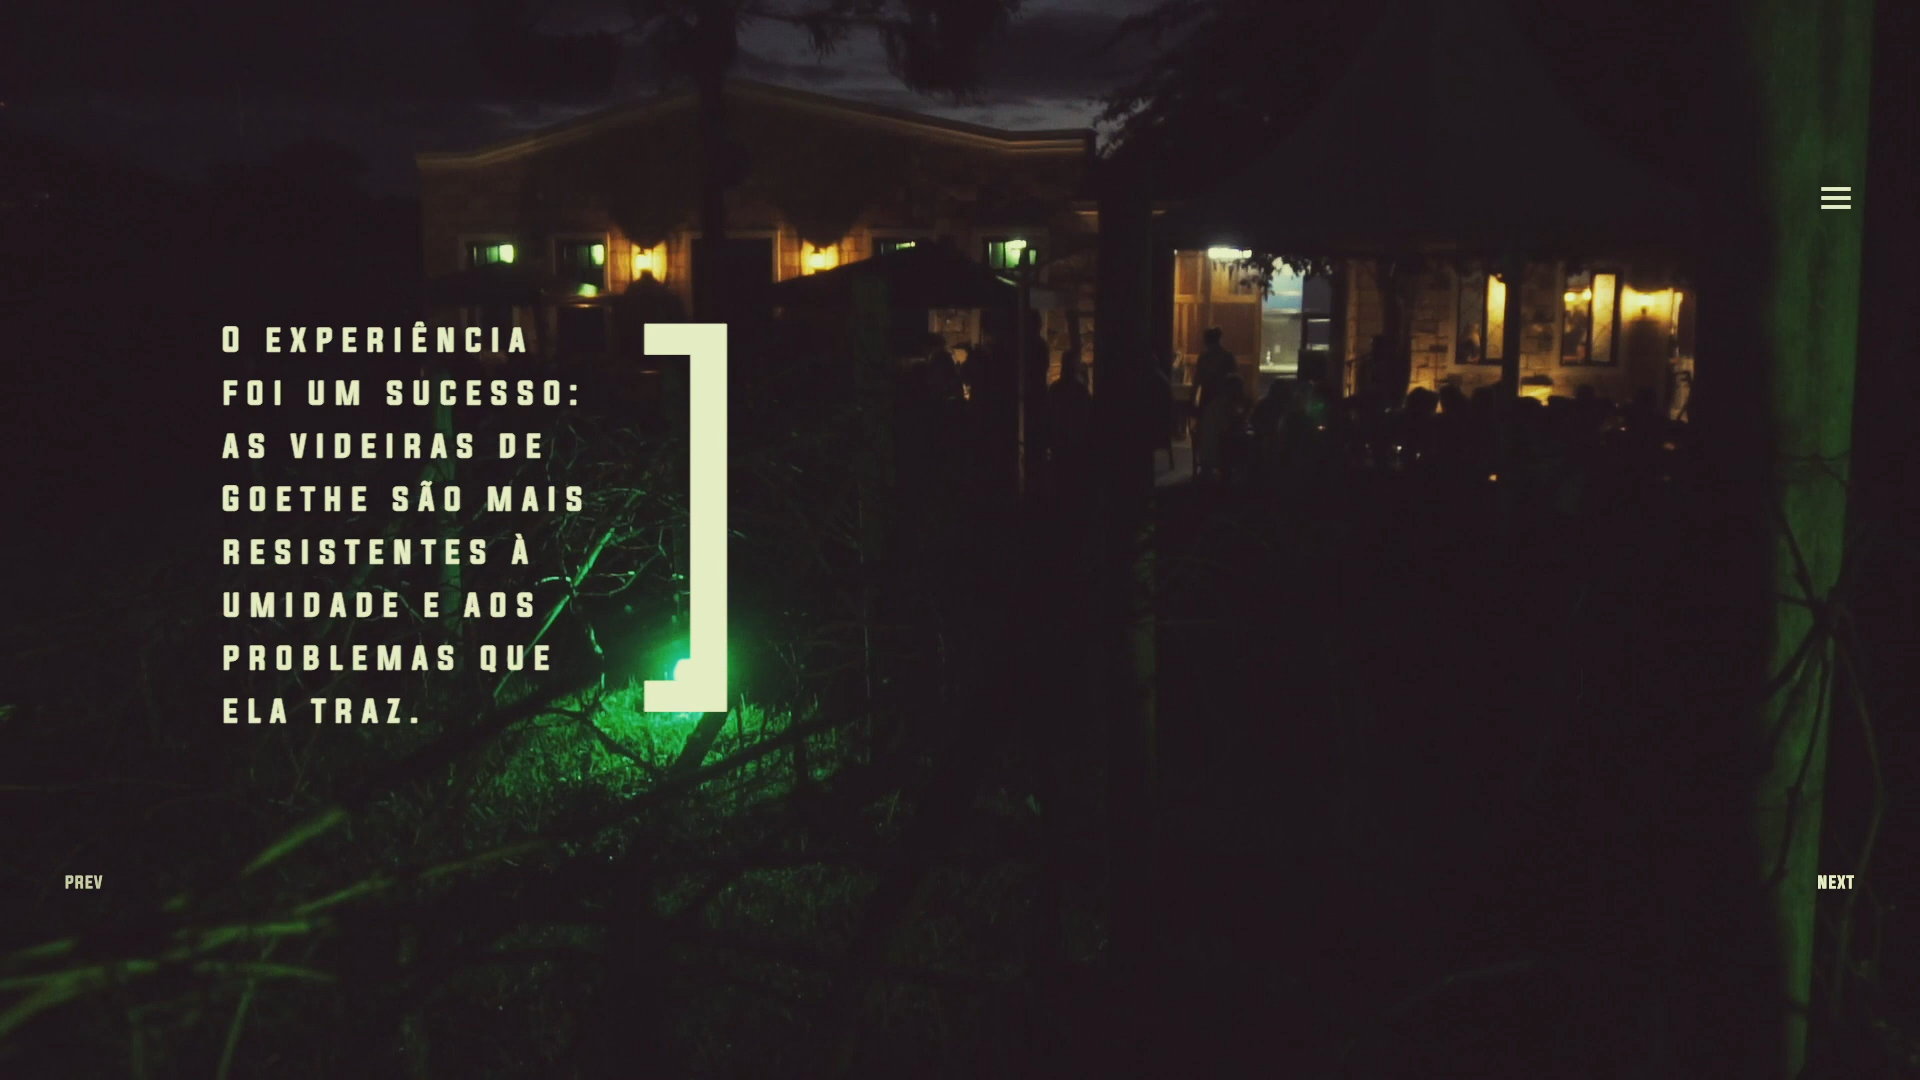 O EXPERIÊNCIA
FOI UM SUCESSO:
AS VIDEIRAS DE
GOETHE SÃO MAIS
RESISTENTES À
UMIDADE E AOS
PROBLEMAS QUE
ELA TRAZ.
PREV
NEXT